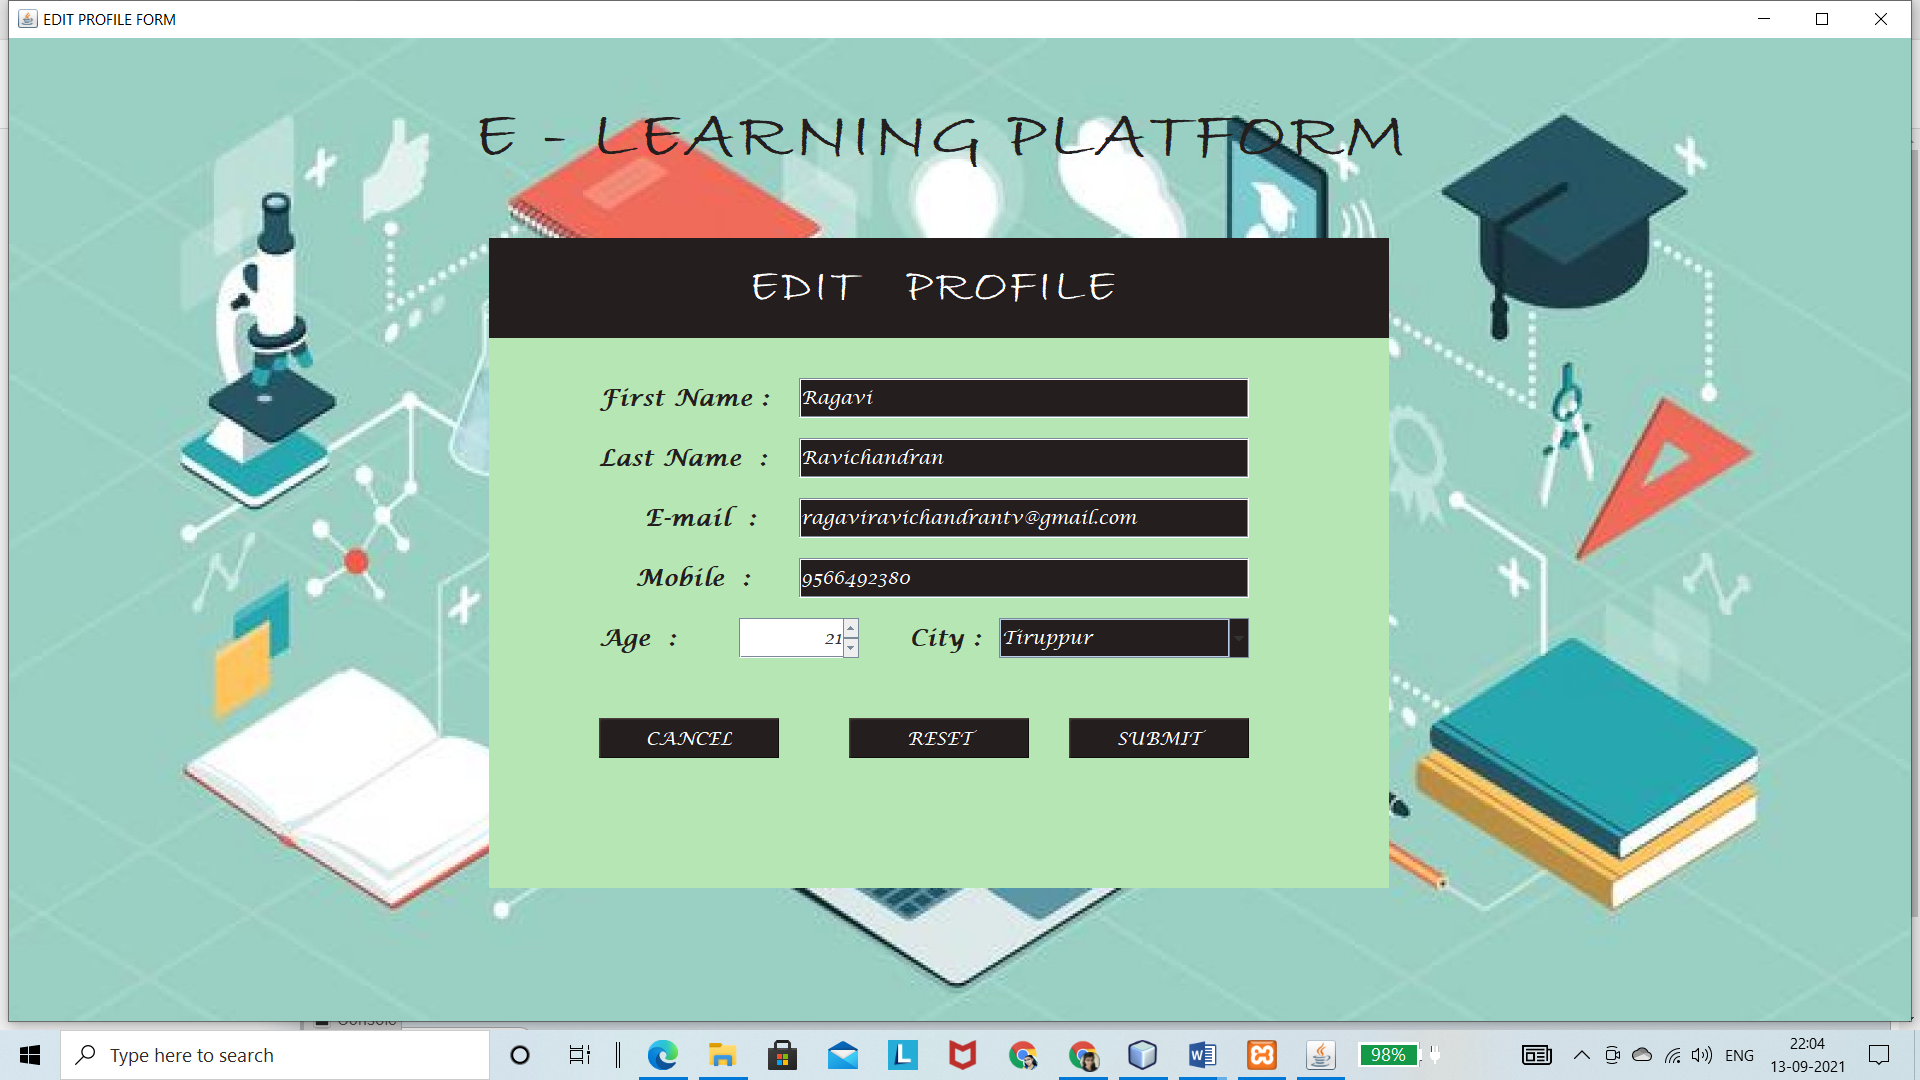 EDIT PROFILE FORM
E - LEARNING PLATFORM
EDIT PROFILE
First Name : Ragavi
Last Name : Ravichandran
E-mail : ragaviravichandrantv@gmail.com
Mobile : 9566492380
Age : 21 City : Tiruppur
CANCEL RESET SUBMIT
Console
Type here to search
L
W
98%
ENG
22:04
13-09-2021